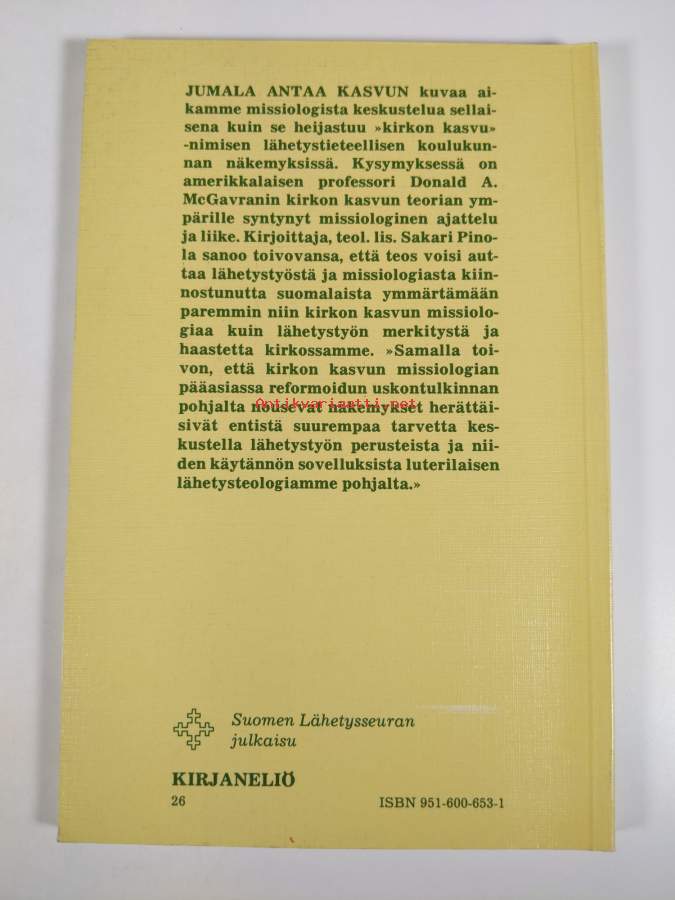 JUMALA ANTAA KASVUN kuvaa ai-
kamme missiologista keskustelua sellai-
sena kuin se heijastuu »kirkon kasvu»
-nimisen lähetystieteellisen koulukun-
nan näkemyksissä. Kysymyksessä on
amerikkalaisen professori Donald A.
McGavranin kirkon kasvun teorian ym-
pärille syntynyt missiologinen ajattelu
ja liike. Kirjoittaja, teol. lis. Sakari Pino-
la sanoo toivovansa, että teos voisi aut-
taa lähetystyöstä ja missiologiasta kiin-
nostunutta suomalaista ymmärtämään
paremmin niin kirkon kasvun missiolo-
giaa kuin lähetystyön merkitystä ja
haastetta kirkossamme. »Samalla toi-
von, että kirkon kasvun missiologian
pääasiassa reformoidun uskontulkinnan
pohjalta nousevat näkemykset herättäi-
Antikvariaatti.net
sivät entistä suurempaa tarvetta kes-
kustella lähetystyön perusteista ja nii-
den käytännön sovelluksista luterilaisen
lähetysteologiamme pohjalta.»
Suomen Lähetysseuran
julkaisu
KIRJANELIÖ
26 ISBN 951-600-653-1